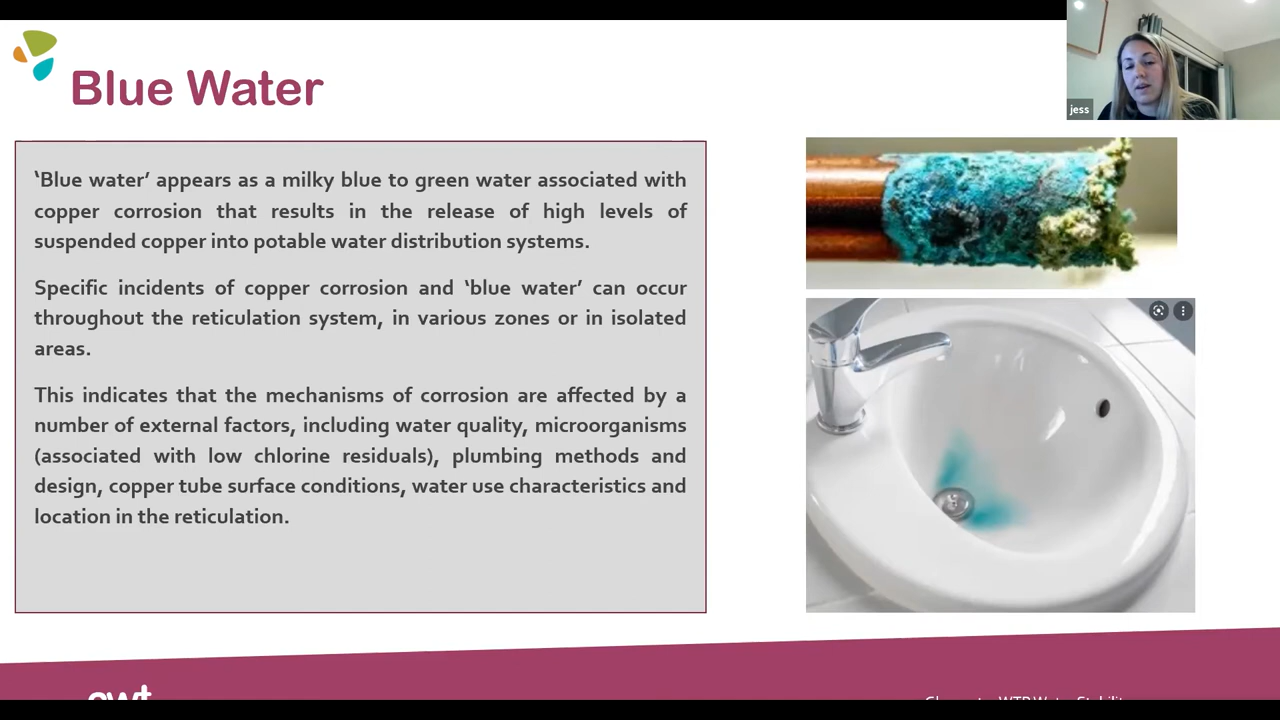 Blue Water
jess
‘Blue water’ appears as a milky blue to green water associated with
copper corrosion that results in the release of high levels of
suspended copper into potable water distribution systems.
Specific incidents of copper corrosion and ‘blue water’ can occur
throughout the reticulation system, in various zones or in isolated
areas.
This indicates that the mechanisms of corrosion are affected by a
number of external factors, including water quality, microorganisms
(associated with low chlorine residuals), plumbing methods and
design, copper tube surface conditions, water use characteristics and
location in the reticulation.